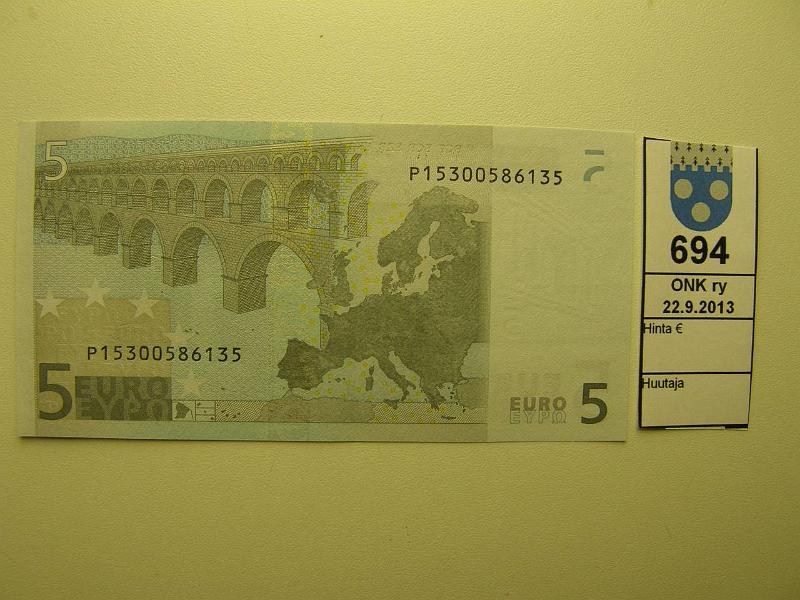 5
P15300586135
P15300586135
5 EURO
ΕΥΡΩ
EURO
ΕΥΡΩ
5
694
ONK ry
22.9.2013
Hinta €
Huutaja